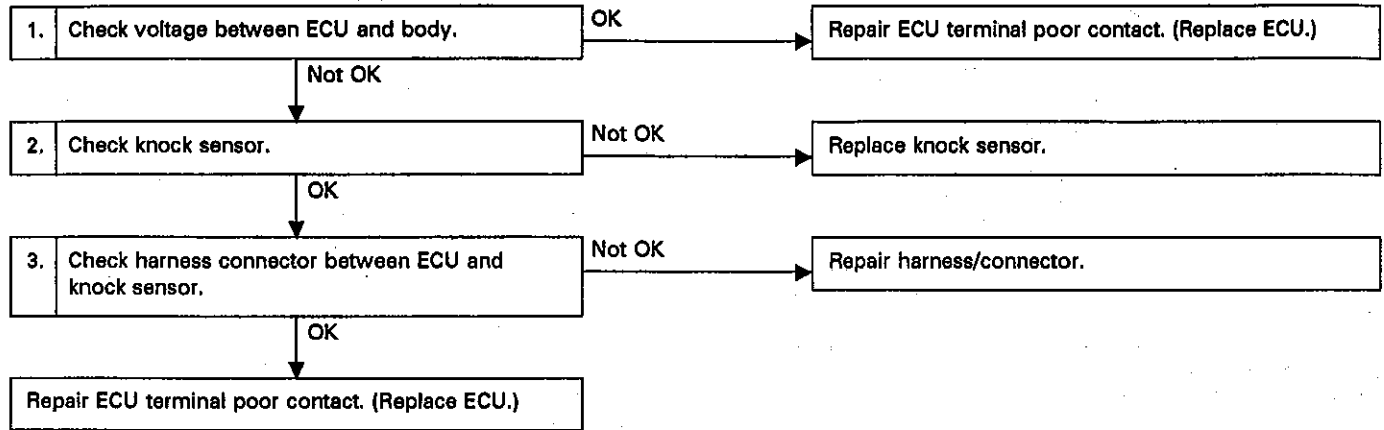 1. Check voltage between ECU and body.
OK
Repair ECU terminal poor contact. (Replace ECU.)
Not OK
2. Check knock sensor.
Not OK
Replace knock sensor.
OK
3. Check harness connector between ECU and
knock sensor.
Not OK
Repair harness/connector.
OK
Repair ECU terminal poor contact. (Replace ECU.)